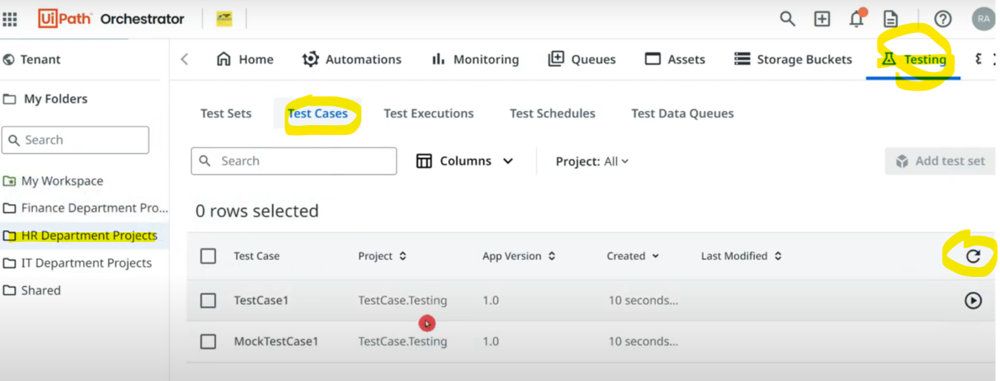 UiPath Orchestrator RA
Tenant
Home Automations Monitoring Queues Assets Storage Buckets Testing
My Folders
Test Sets Test Cases Test Executions Test Schedules Test Data Queues
Search
Search Columns Project: All Add test set
My Workspace
Finance Department Pro...
0 rows selected
HR Department Projects
Test Case Project App Version Created Last Modified
IT Department Projects
Shared
TestCase1 TestCase.Testing 1.0 10 seconds...
MockTestCase1 TestCase.Testing 1.0 10 seconds...